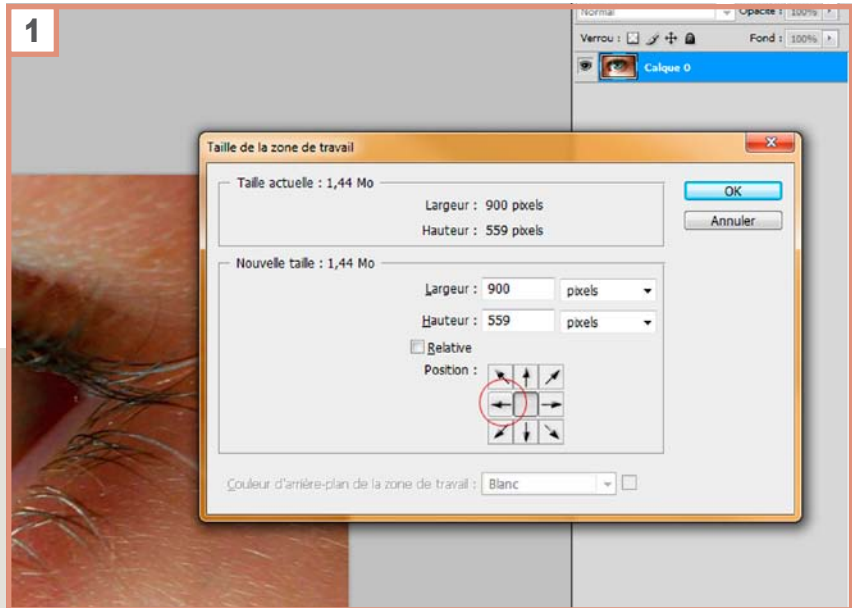 1
Normal Opacité : 100%
Verrou : Fond : 100%
Calque 0
Taille de la zone de travail
Taille actuelle : 1,44 Mo
Largeur : 900 pixels
Hauteur : 559 pixels
OK
Annuler
Nouvelle taille : 1,44 Mo
Largeur : 900 pixels
Hauteur : 559 pixels
Relative
Position :
Couleur d'arrière-plan de la zone de travail : Blanc